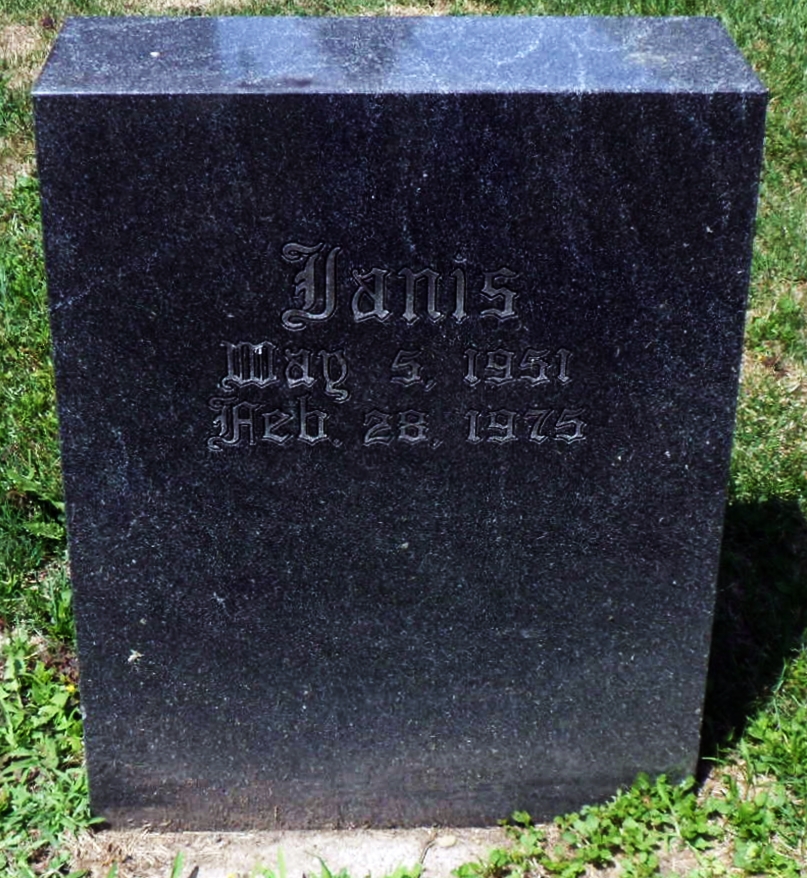 Janis
May 5, 1951
Feb. 28, 1975